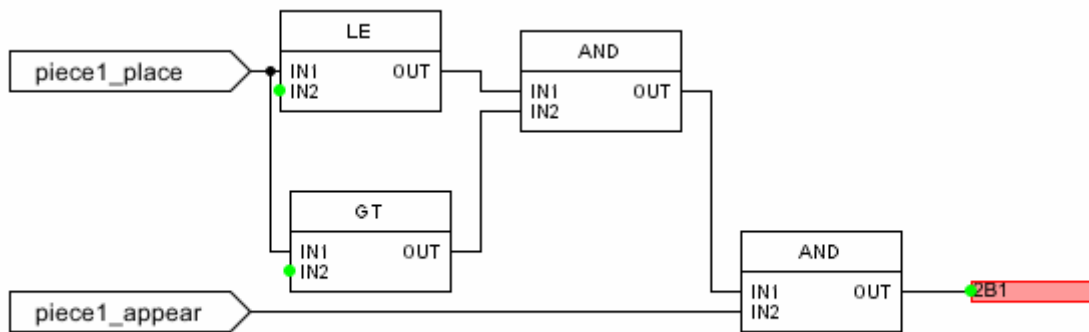 LE
piece1_place
IN1 OUT
IN2
AND
IN1 OUT
IN2
GT
IN1 OUT
IN2
AND
piece1_appear
IN1 OUT
IN2
2B1